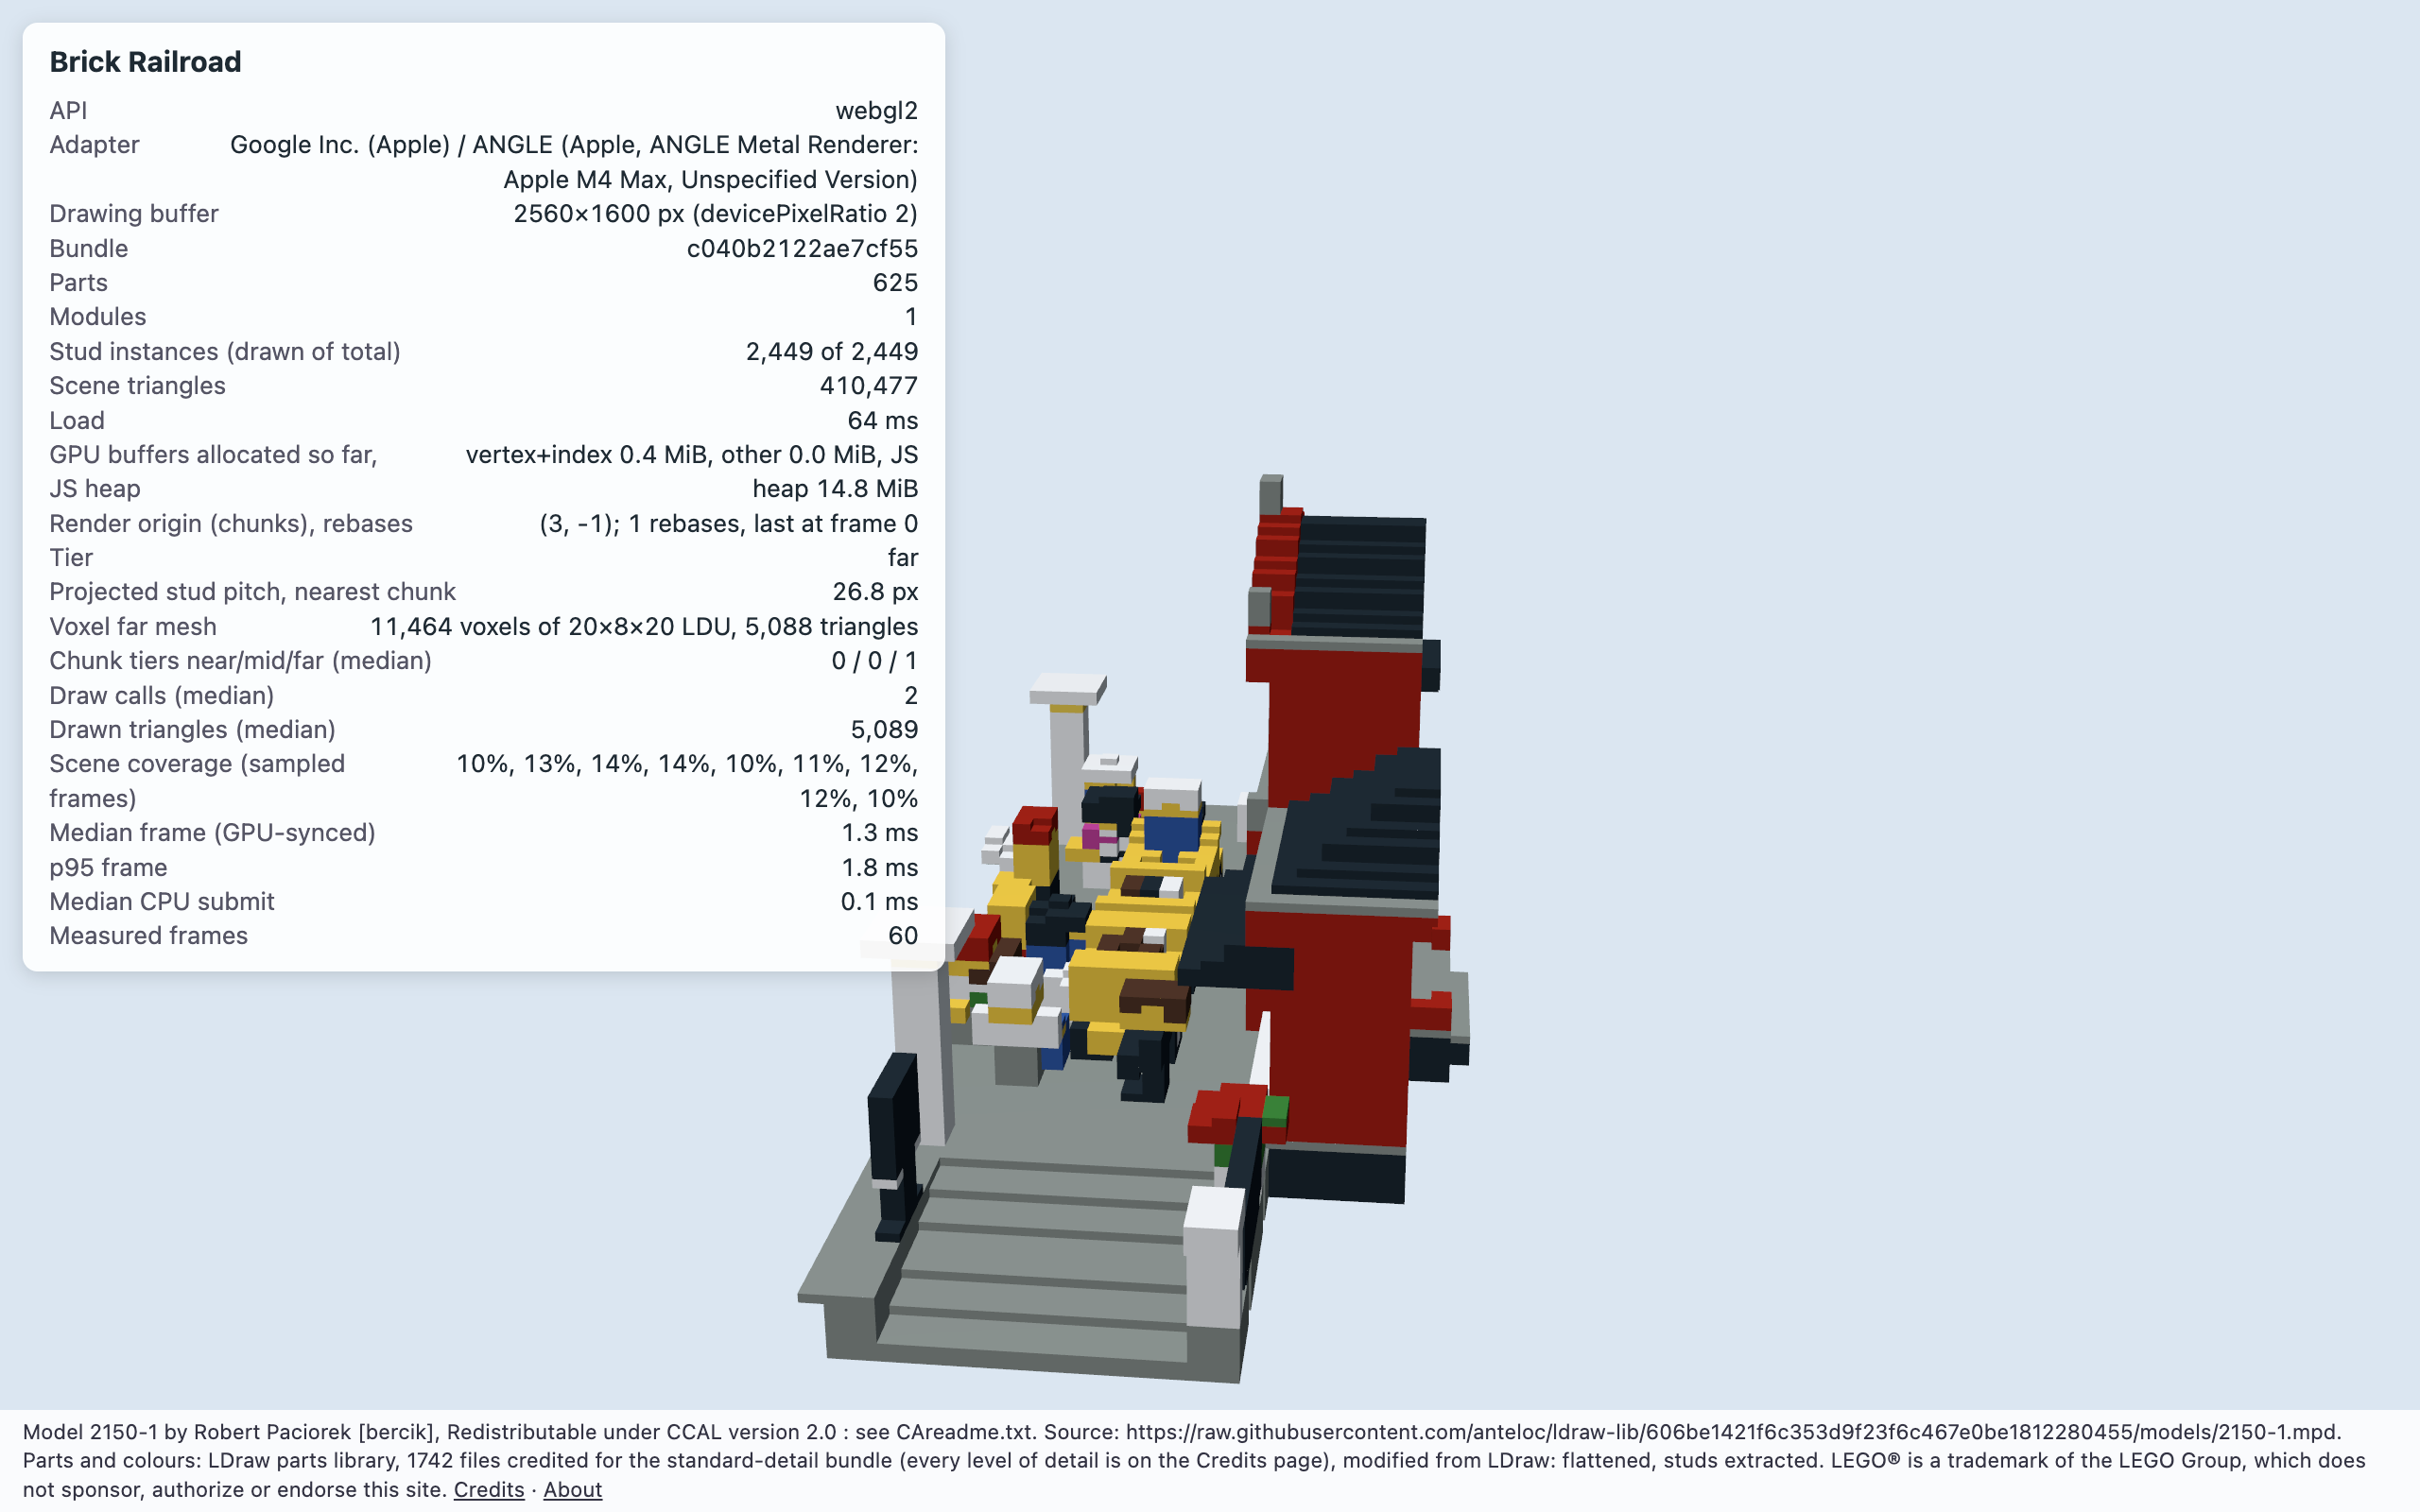 Brick Railroad
API webgl2
Adapter Google Inc. (Apple) / ANGLE (Apple, ANGLE Metal Renderer:
Apple M4 Max, Unspecified Version)
Drawing buffer 2560×1600 px (devicePixelRatio 2)
Bundle c040b2122ae7cf55
Parts 625
Modules 1
Stud instances (drawn of total) 2,449 of 2,449
Scene triangles 410,477
Load 64 ms
GPU buffers allocated so far, vertex+index 0.4 MiB, other 0.0 MiB, JS
JS heap heap 14.8 MiB
Render origin (chunks), rebases (3, -1); 1 rebases, last at frame 0
Tier far
Projected stud pitch, nearest chunk 26.8 px
Voxel far mesh 11,464 voxels of 20×8×20 LDU, 5,088 triangles
Chunk tiers near/mid/far (median) 0 / 0 / 1
Draw calls (median) 2
Drawn triangles (median) 5,089
Scene coverage (sampled 10%, 13%, 14%, 14%, 10%, 11%, 12%,
frames) 12%, 10%
Median frame (GPU-synced) 1.3 ms
p95 frame 1.8 ms
Median CPU submit 0.1 ms
Measured frames 60
Model 2150-1 by Robert Paciorek [bercik], Redistributable under CCAL version 2.0 : see CAreadme.txt. Source: https://raw.githubusercontent.com/anteloc/ldraw-lib/606be1421f6c353d9f23f6c467e0be1812280455/models/2150-1.mpd.
Parts and colours: LDraw parts library, 1742 files credited for the standard-detail bundle (every level of detail is on the Credits page), modified from LDraw: flattened, studs extracted. LEGO® is a trademark of the LEGO Group, which does
not sponsor, authorize or endorse this site. Credits · About